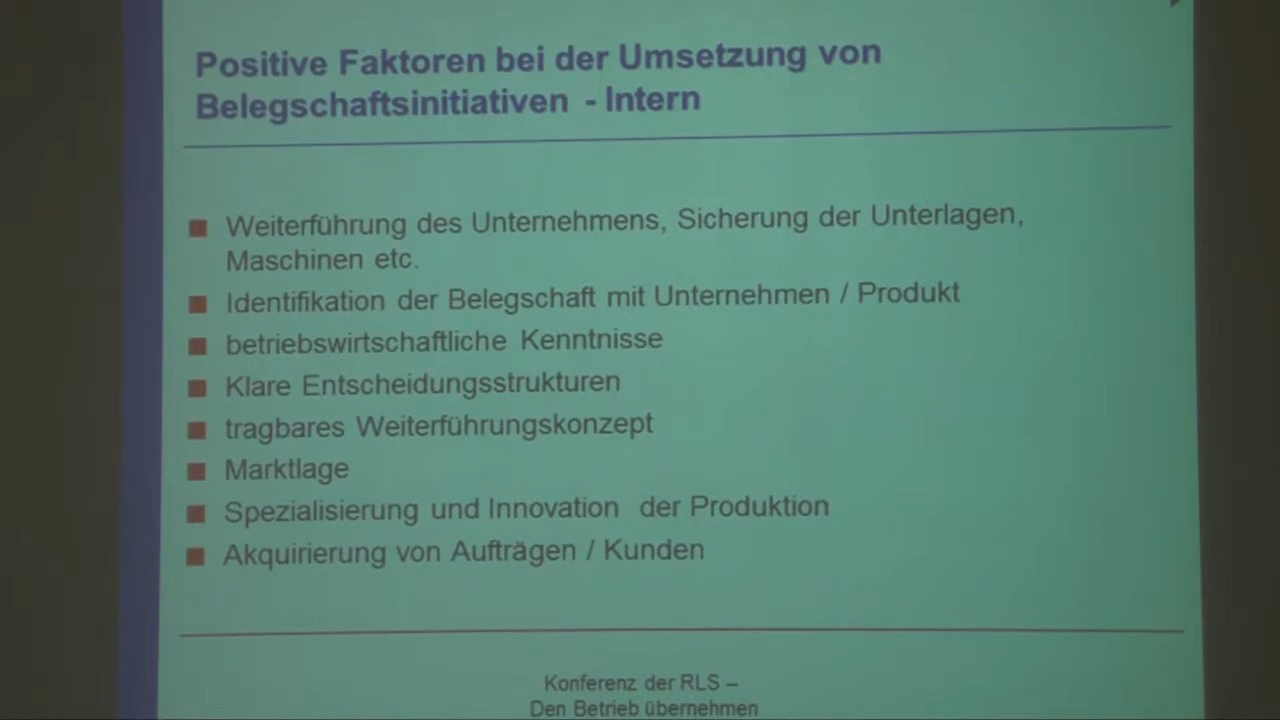 Positive Faktoren bei der Umsetzung von
Belegschaftsinitiativen - Intern
Weiterführung des Unternehmens, Sicherung der Unterlagen,
Maschinen etc.
Identifikation der Belegschaft mit Unternehmen / Produkt
betriebswirtschaftliche Kenntnisse
Klare Entscheidungsstrukturen
tragbares Weiterführungskonzept
Marktlage
Spezialisierung und Innovation der Produktion
Akquirierung von Aufträgen / Kunden
Konferenz der RLS –
Den Betrieb übernehmen